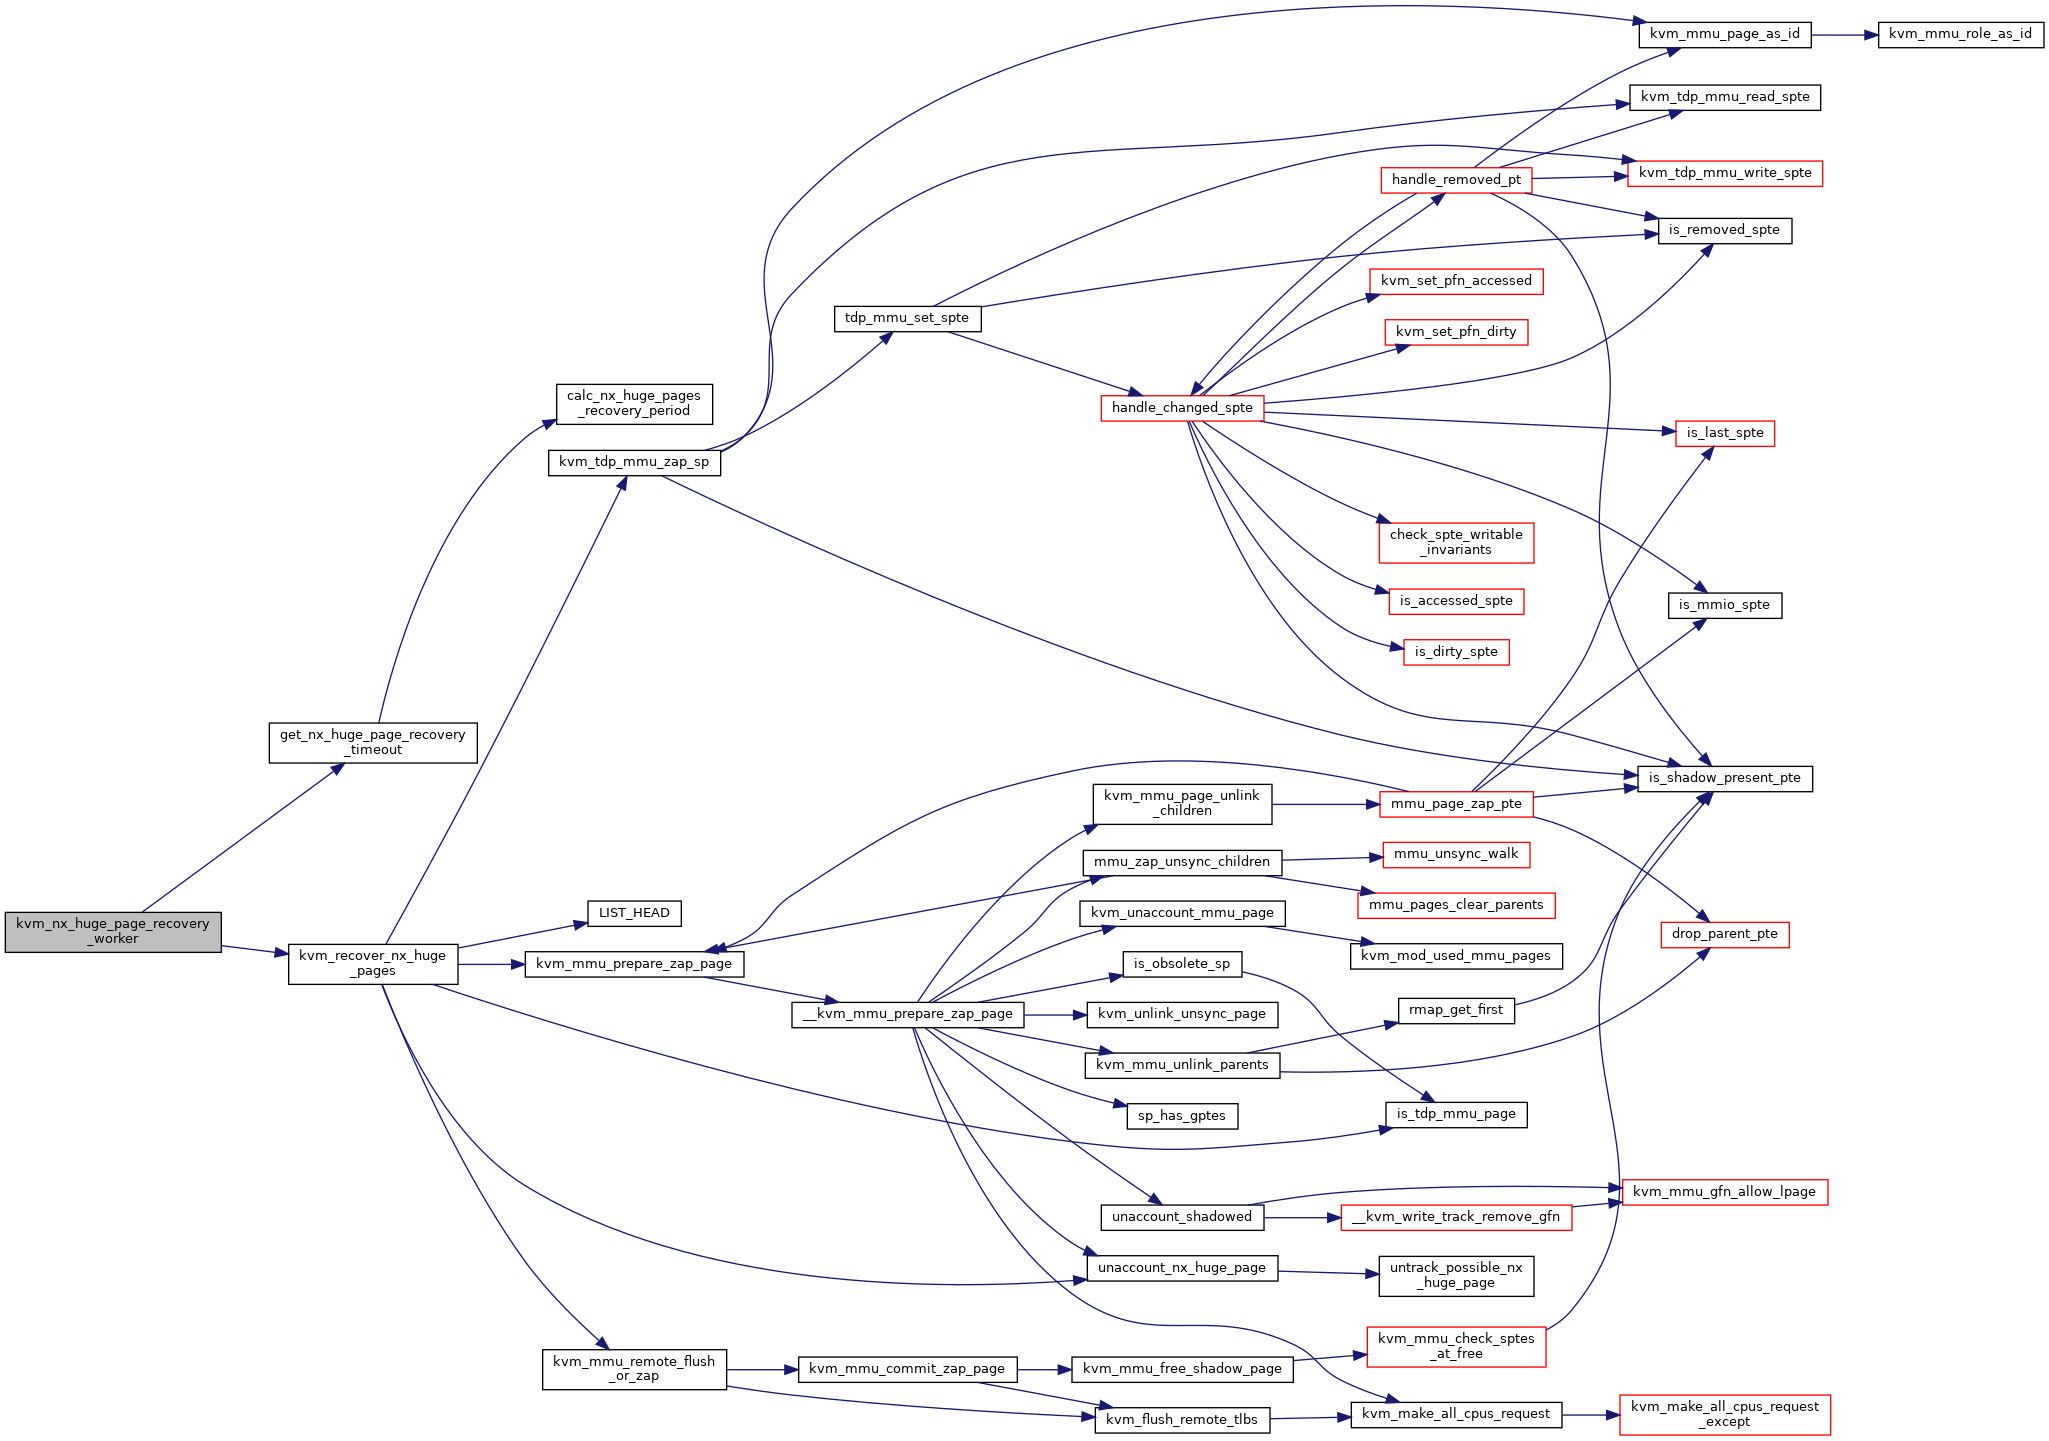 kvm_nx_huge_page_recovery
_worker
get_nx_huge_page_recovery
_timeout
kvm_recover_nx_huge
_pages
calc_nx_huge_pages
_recovery_period
kvm_tdp_mmu_zap_sp
LIST_HEAD
kvm_mmu_prepare_zap_page
kvm_mmu_remote_flush
_or_zap
tdp_mmu_set_spte
__kvm_mmu_prepare_zap_page
kvm_mmu_commit_zap_page
handle_changed_spte
kvm_mmu_page_unlink
_children
mmu_zap_unsync_children
kvm_unaccount_mmu_page
is_obsolete_sp
kvm_unlink_unsync_page
kvm_mmu_unlink_parents
sp_has_gptes
unaccount_shadowed
unaccount_nx_huge_page
kvm_mmu_free_shadow_page
kvm_flush_remote_tlbs
handle_removed_pt
kvm_set_pfn_accessed
kvm_set_pfn_dirty
check_spte_writable
_invariants
is_accessed_spte
is_dirty_spte
mmu_page_zap_pte
mmu_unsync_walk
mmu_pages_clear_parents
kvm_mod_used_mmu_pages
rmap_get_first
is_tdp_mmu_page
__kvm_write_track_remove_gfn
untrack_possible_nx
_huge_page
kvm_mmu_check_sptes
_at_free
kvm_make_all_cpus_request
kvm_mmu_page_as_id
kvm_tdp_mmu_read_spte
kvm_tdp_mmu_write_spte
is_removed_spte
is_last_spte
is_mmio_spte
is_shadow_present_pte
drop_parent_pte
kvm_mmu_gfn_allow_lpage
kvm_make_all_cpus_request
_except
kvm_mmu_role_as_id